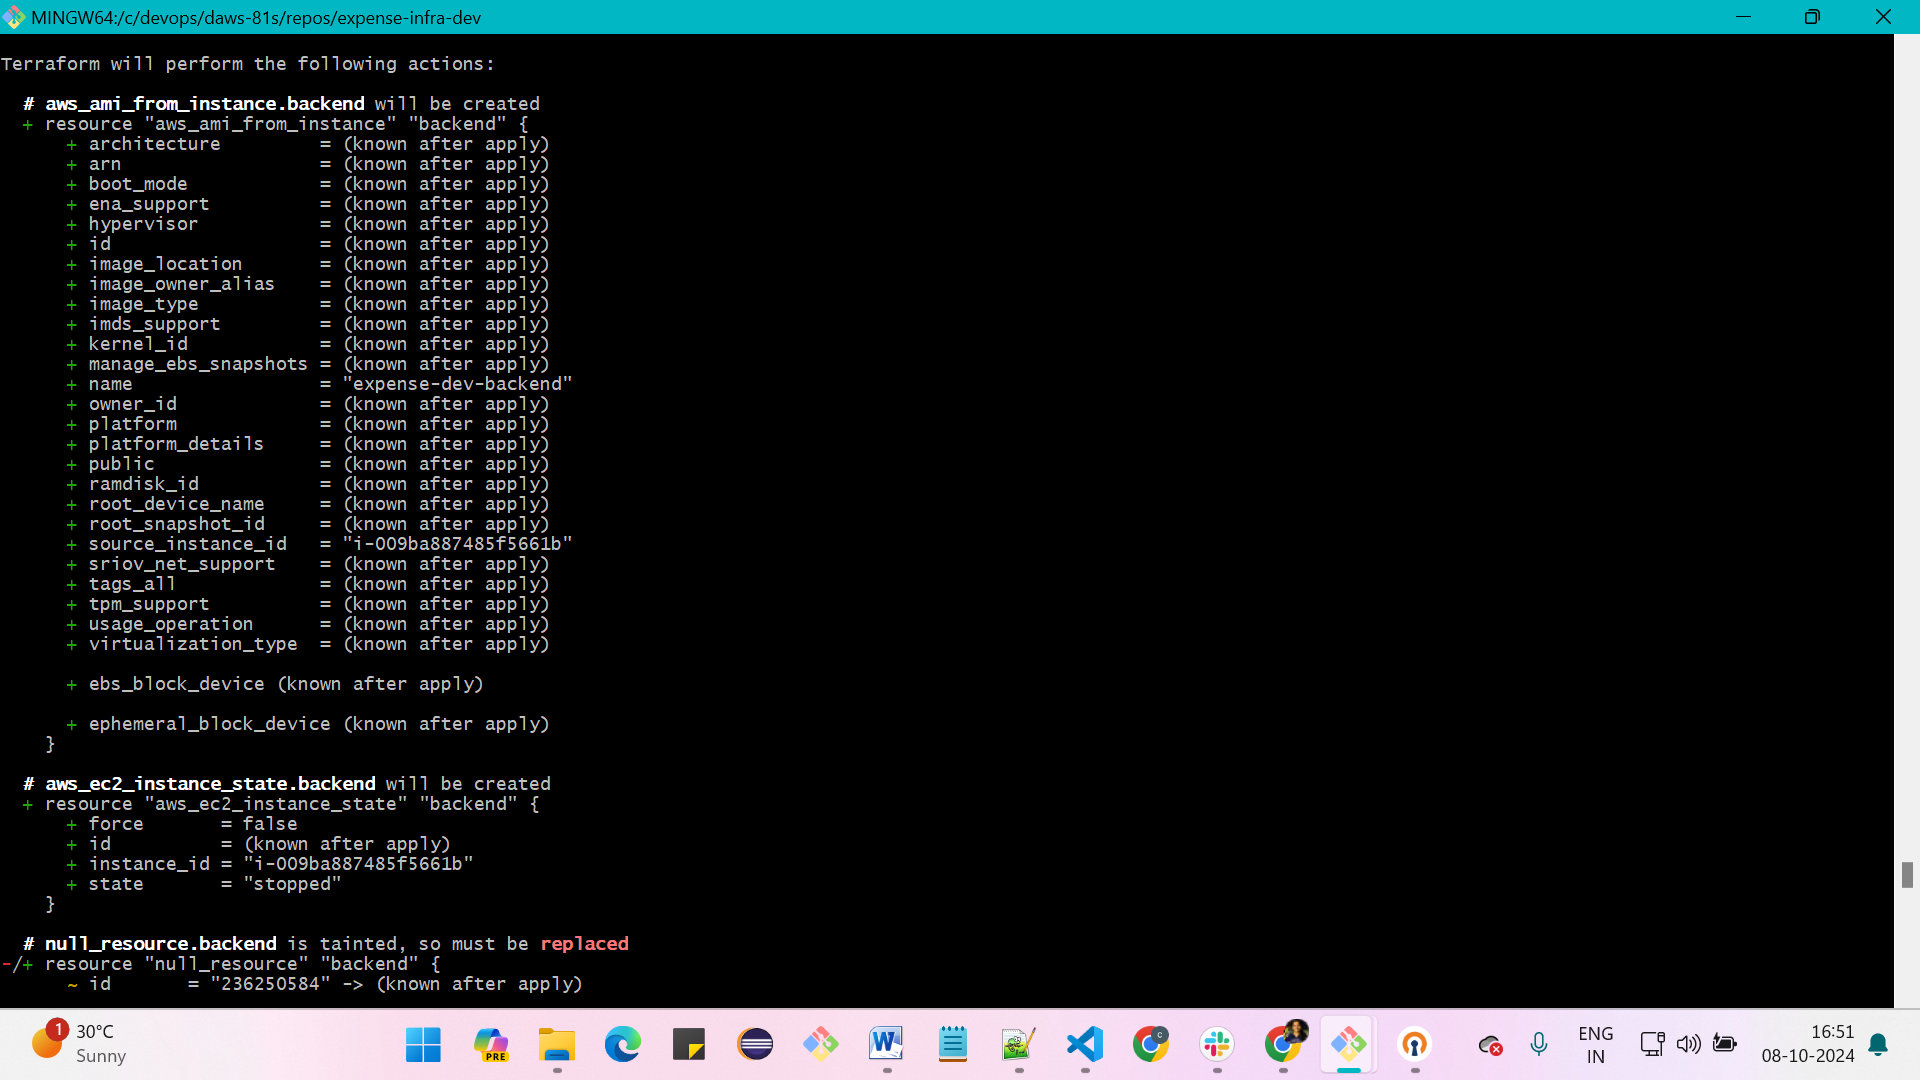 MINGW64:/c/devops/daws-81s/repos/expense-infra-dev
Terraform will perform the following actions:
# aws_ami_from_instance.backend will be created
+ resource "aws_ami_from_instance" "backend" {
+ architecture = (known after apply)
+ arn = (known after apply)
+ boot_mode = (known after apply)
+ ena_support = (known after apply)
+ hypervisor = (known after apply)
+ id = (known after apply)
+ image_location = (known after apply)
+ image_owner_alias = (known after apply)
+ image_type = (known after apply)
+ imds_support = (known after apply)
+ kernel_id = (known after apply)
+ manage_ebs_snapshots = (known after apply)
+ name = "expense-dev-backend"
+ owner_id = (known after apply)
+ platform = (known after apply)
+ platform_details = (known after apply)
+ public = (known after apply)
+ ramdisk_id = (known after apply)
+ root_device_name = (known after apply)
+ root_snapshot_id = (known after apply)
+ source_instance_id = "i-009ba887485f5661b"
+ sriov_net_support = (known after apply)
+ tags_all = (known after apply)
+ tpm_support = (known after apply)
+ usage_operation = (known after apply)
+ virtualization_type = (known after apply)
+ ebs_block_device (known after apply)
+ ephemeral_block_device (known after apply)
}
# aws_ec2_instance_state.backend will be created
+ resource "aws_ec2_instance_state" "backend" {
+ force = false
+ id = (known after apply)
+ instance_id = "i-009ba887485f5661b"
+ state = "stopped"
}
# null_resource.backend is tainted, so must be replaced
-/+ resource "null_resource" "backend" {
~ id = "236250584" -> (known after apply)
1
30°C
Sunny
PRE
W
C
ENG
IN
16:51
08-10-2024